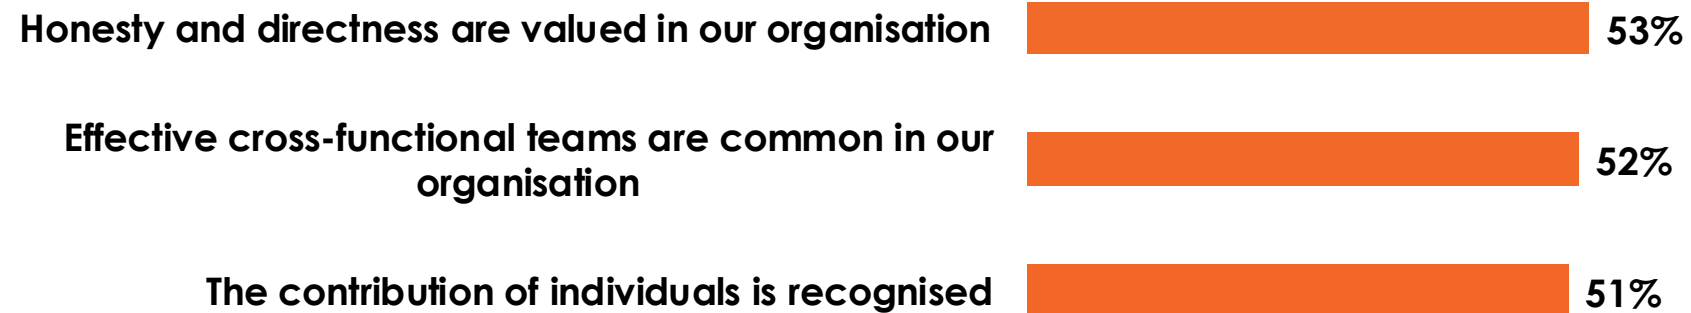 Honesty and directness are valued in our organisation 53%
Effective cross-functional teams are common in our
organisation 52%
The contribution of individuals is recognised 51%